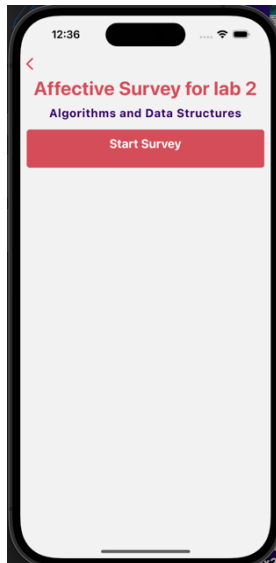 12:36
Affective Survey for lab 2
Algorithms and Data Structures
Start Survey